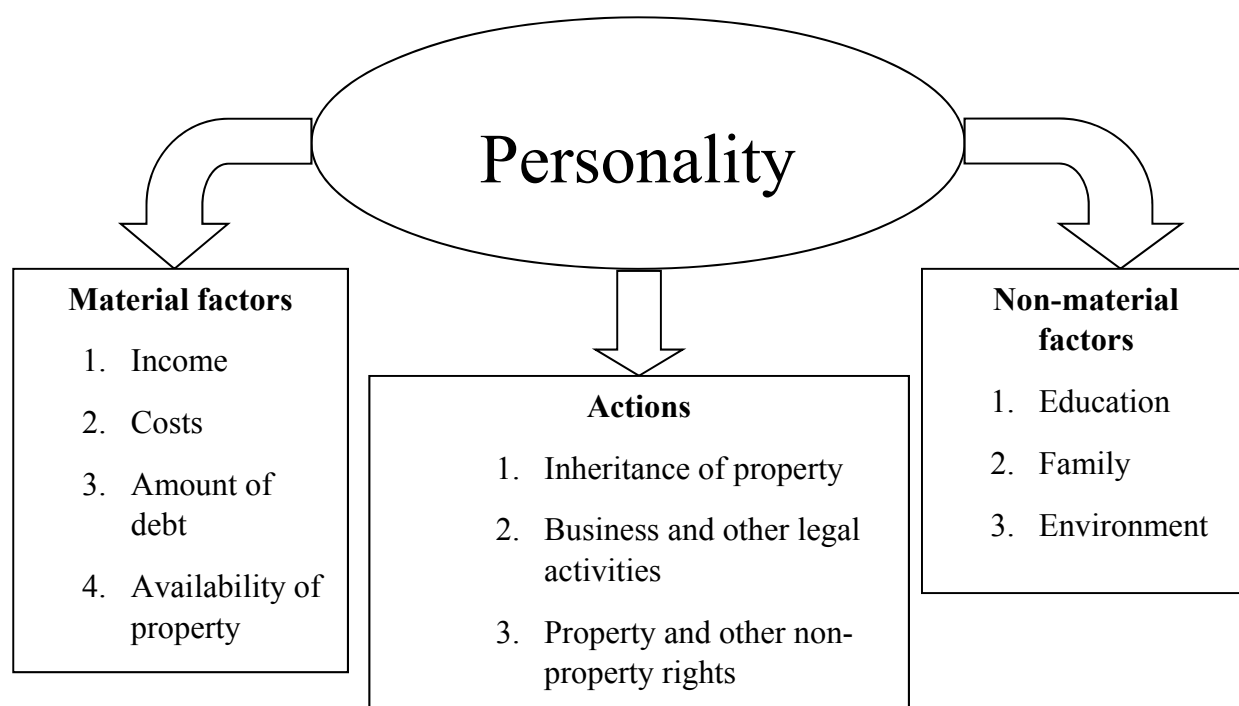 Personality
Material factors
1. Income
2. Costs
3. Amount of
debt
4. Availability of
property
Actions
1. Inheritance of property
2. Business and other legal
activities
3. Property and other non-
property rights
Non-material
factors
1. Education
2. Family
3. Environment